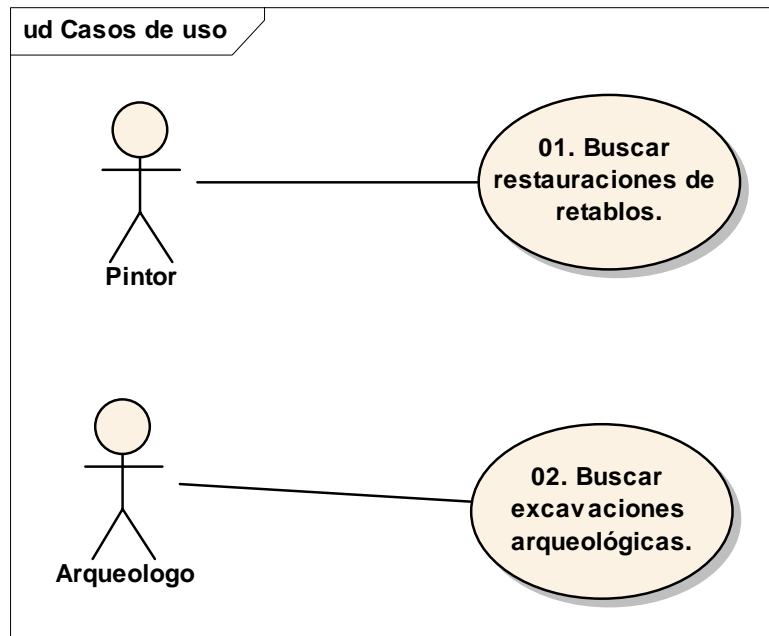 ud Casos de uso
01. Buscar
restauraciones de
retablos.
Pintor
02. Buscar
excavaciones
arqueológicas.
Arqueologo